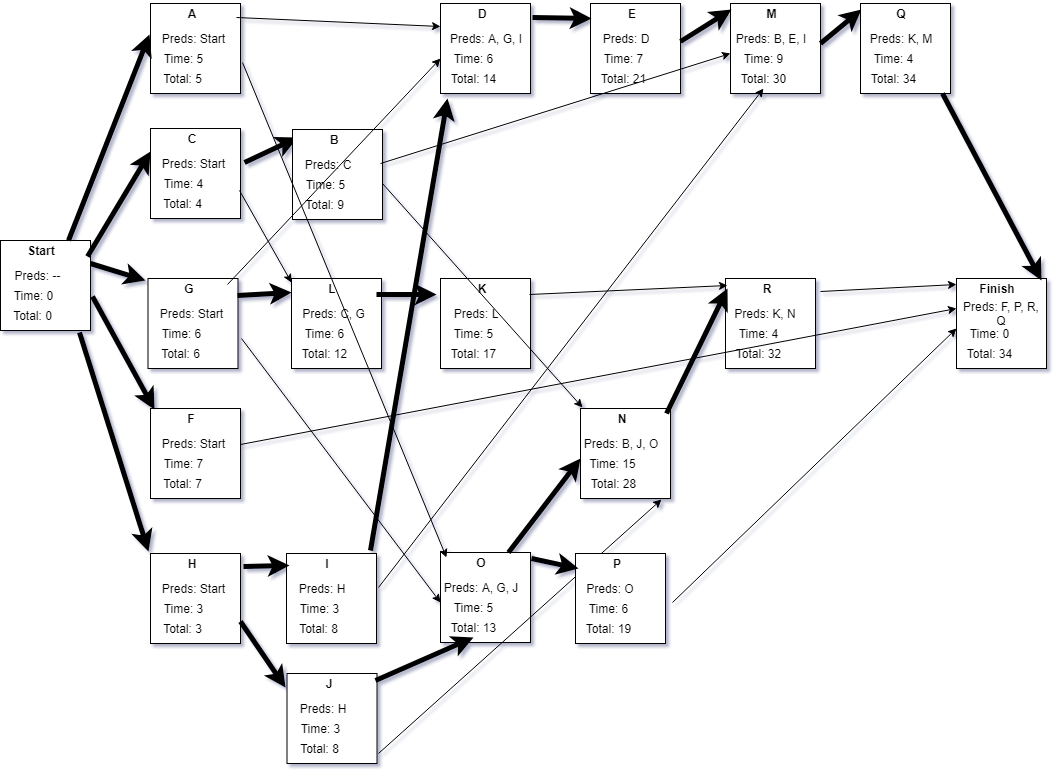 A
Preds: Start
Time: 5
Total: 5
D
Preds: A, G, I
Time: 6
Total: 14
E
Preds: D
Time: 7
Total: 21
M
Preds: B, E, I
Time: 9
Total: 30
Q
Preds: K, M
Time: 4
Total: 34
C
Preds: Start
Time: 4
Total: 4
B
Preds: C
Time: 5
Total: 9
Start
Preds: --
Time: 0
Total: 0
G
Preds: Start
Time: 6
Total: 6
L
Preds: C, G
Time: 6
Total: 12
K
Preds: L
Time: 5
Total: 17
R
Preds: K, N
Time: 4
Total: 32
Finish
Preds: F, P, R,
Q
Time: 0
Total: 34
F
Preds: Start
Time: 7
Total: 7
N
Preds: B, J, O
Time: 15
Total: 28
H
Preds: Start
Time: 3
Total: 3
I
Preds: H
Time: 3
Total: 8
O
Preds: A, G, J
Time: 5
Total: 13
P
Preds: O
Time: 6
Total: 19
J
Preds: H
Time: 3
Total: 8